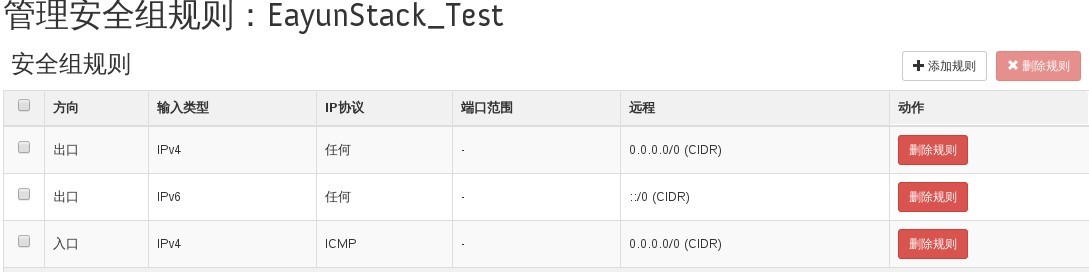 管理安全组规则：EayunStack_Test
安全组规则
✚ 添加规则 ✖ 删除规则
方向 输入类型 IP协议 端口范围 远程 动作
出口 IPv4 任何 - 0.0.0.0/0 (CIDR) 删除规则
出口 IPv6 任何 - ::/0 (CIDR) 删除规则
入口 IPv4 ICMP - 0.0.0.0/0 (CIDR) 删除规则